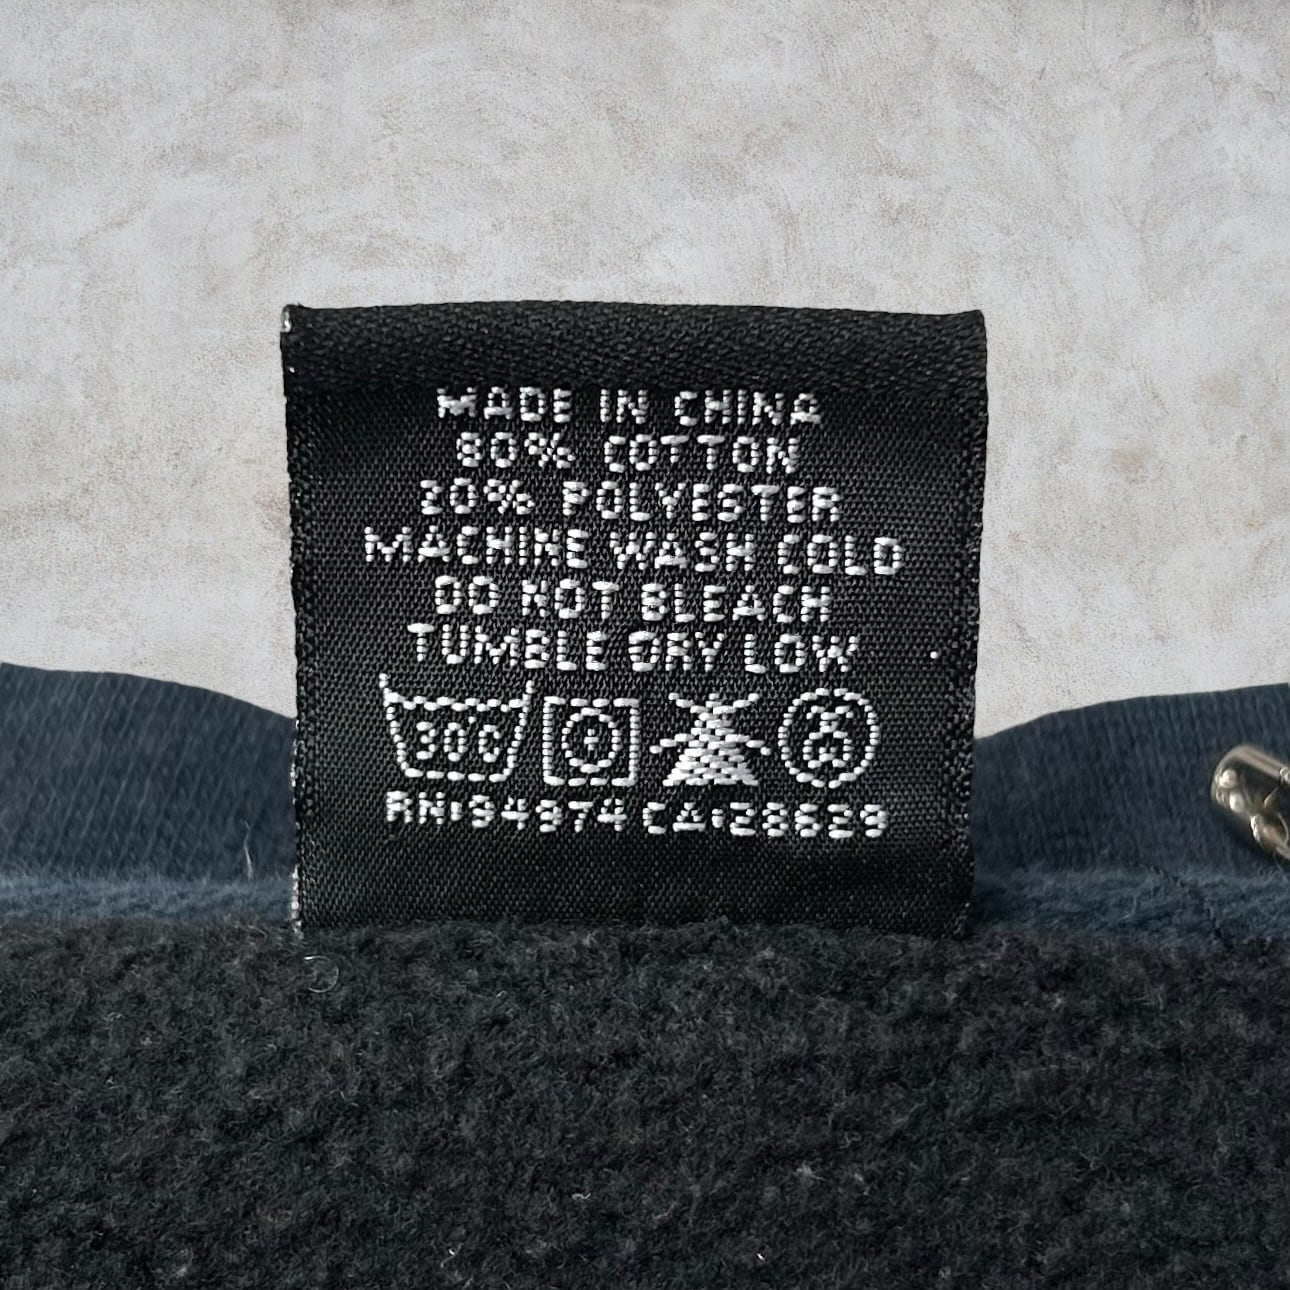 MADE IN CHINA
80% COTTON
20% POLYESTER
MACHINE WASH COLD
DO NOT BLEACH
TUMBLE DRY LOW
30°C
RN:94974 CA:28629